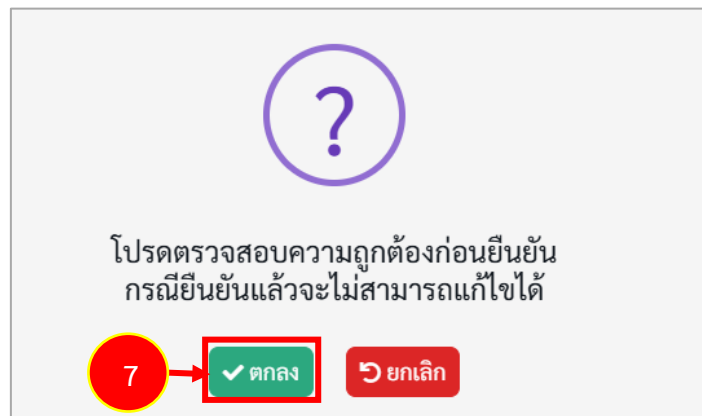 ?
โปรดตรวจสอบความถูกต้องก่อนยืนยัน
กรณียืนยันแล้วจะไม่สามารถแก้ไขได้
7 ตกลง ยกเลิก